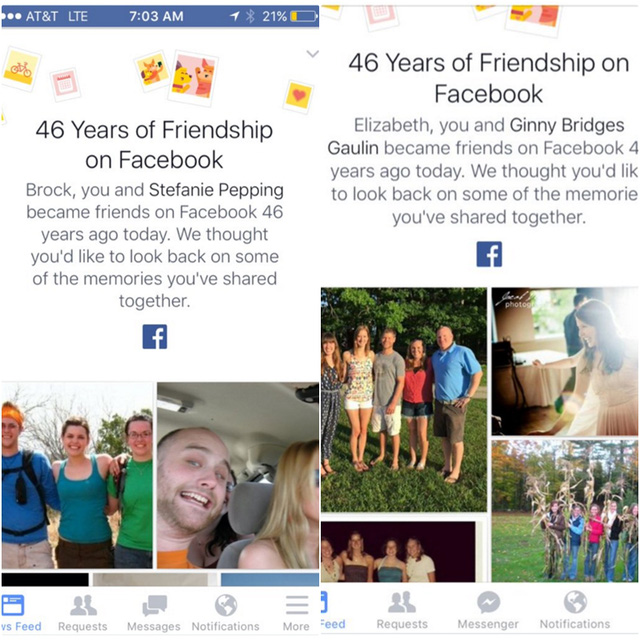 AT&T LTE 7:03 AM 21%
46 Years of Friendship
on Facebook
Brock, you and Stefanie Pepping
became friends on Facebook 46
years ago today. We thought
you'd like to look back on some
of the memories you've shared
together.
ws Feed Requests Messages Notifications More
46 Years of Friendship on
Facebook
Elizabeth, you and Ginny Bridges
Gaulin became friends on Facebook 4
years ago today. We thought you'd lik
to look back on some of the memorie
you've shared together.
Feed Requests Messenger Notifications